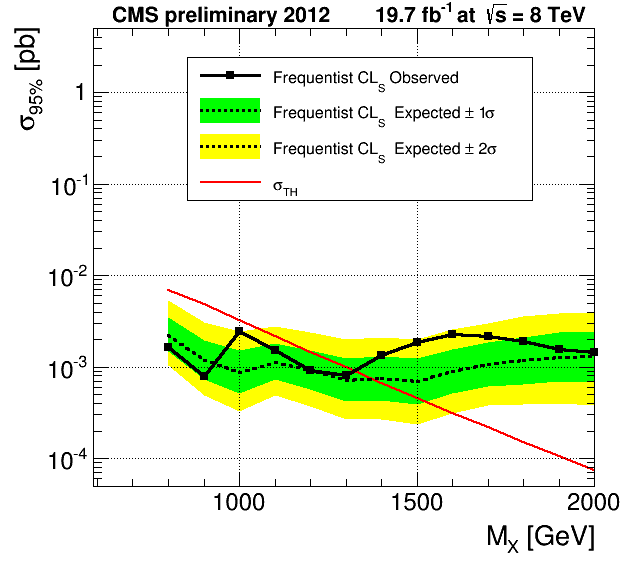 CMS preliminary 2012 19.7 fb⁻¹ at √s = 8 TeV
σ95% [pb]
Frequentist CLS Observed
Frequentist CLS Expected ± 1σ
Frequentist CLS Expected ± 2σ
σTH
1
10⁻¹
10⁻²
10⁻³
10⁻⁴
1000 1500 2000
MX [GeV]